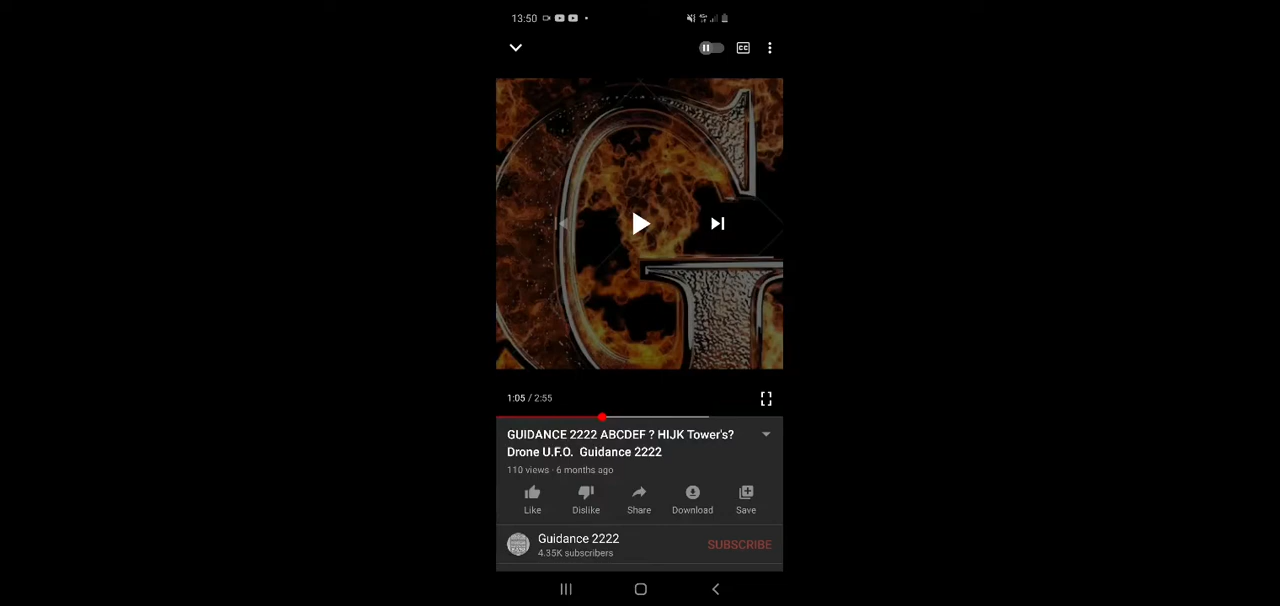 13:50
CC
G
1:05 / 2:55
GUIDANCE 2222 ABCDEF ? HIJK Tower's?
Drone U.F.O. Guidance 2222
110 views · 6 months ago
Like Dislike Share Download Save
Guidance 2222
SUBSCRIBE
4.35K subscribers